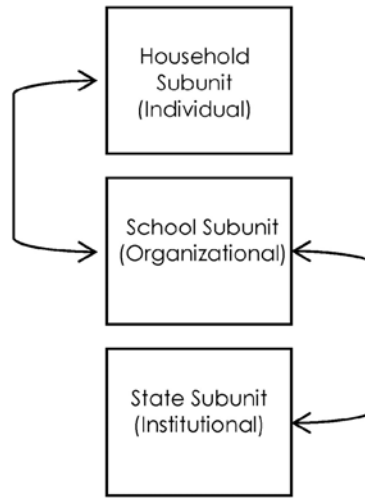 Household
Subunit
(Individual)
School Subunit
(Organizational)
State Subunit
(Institutional)